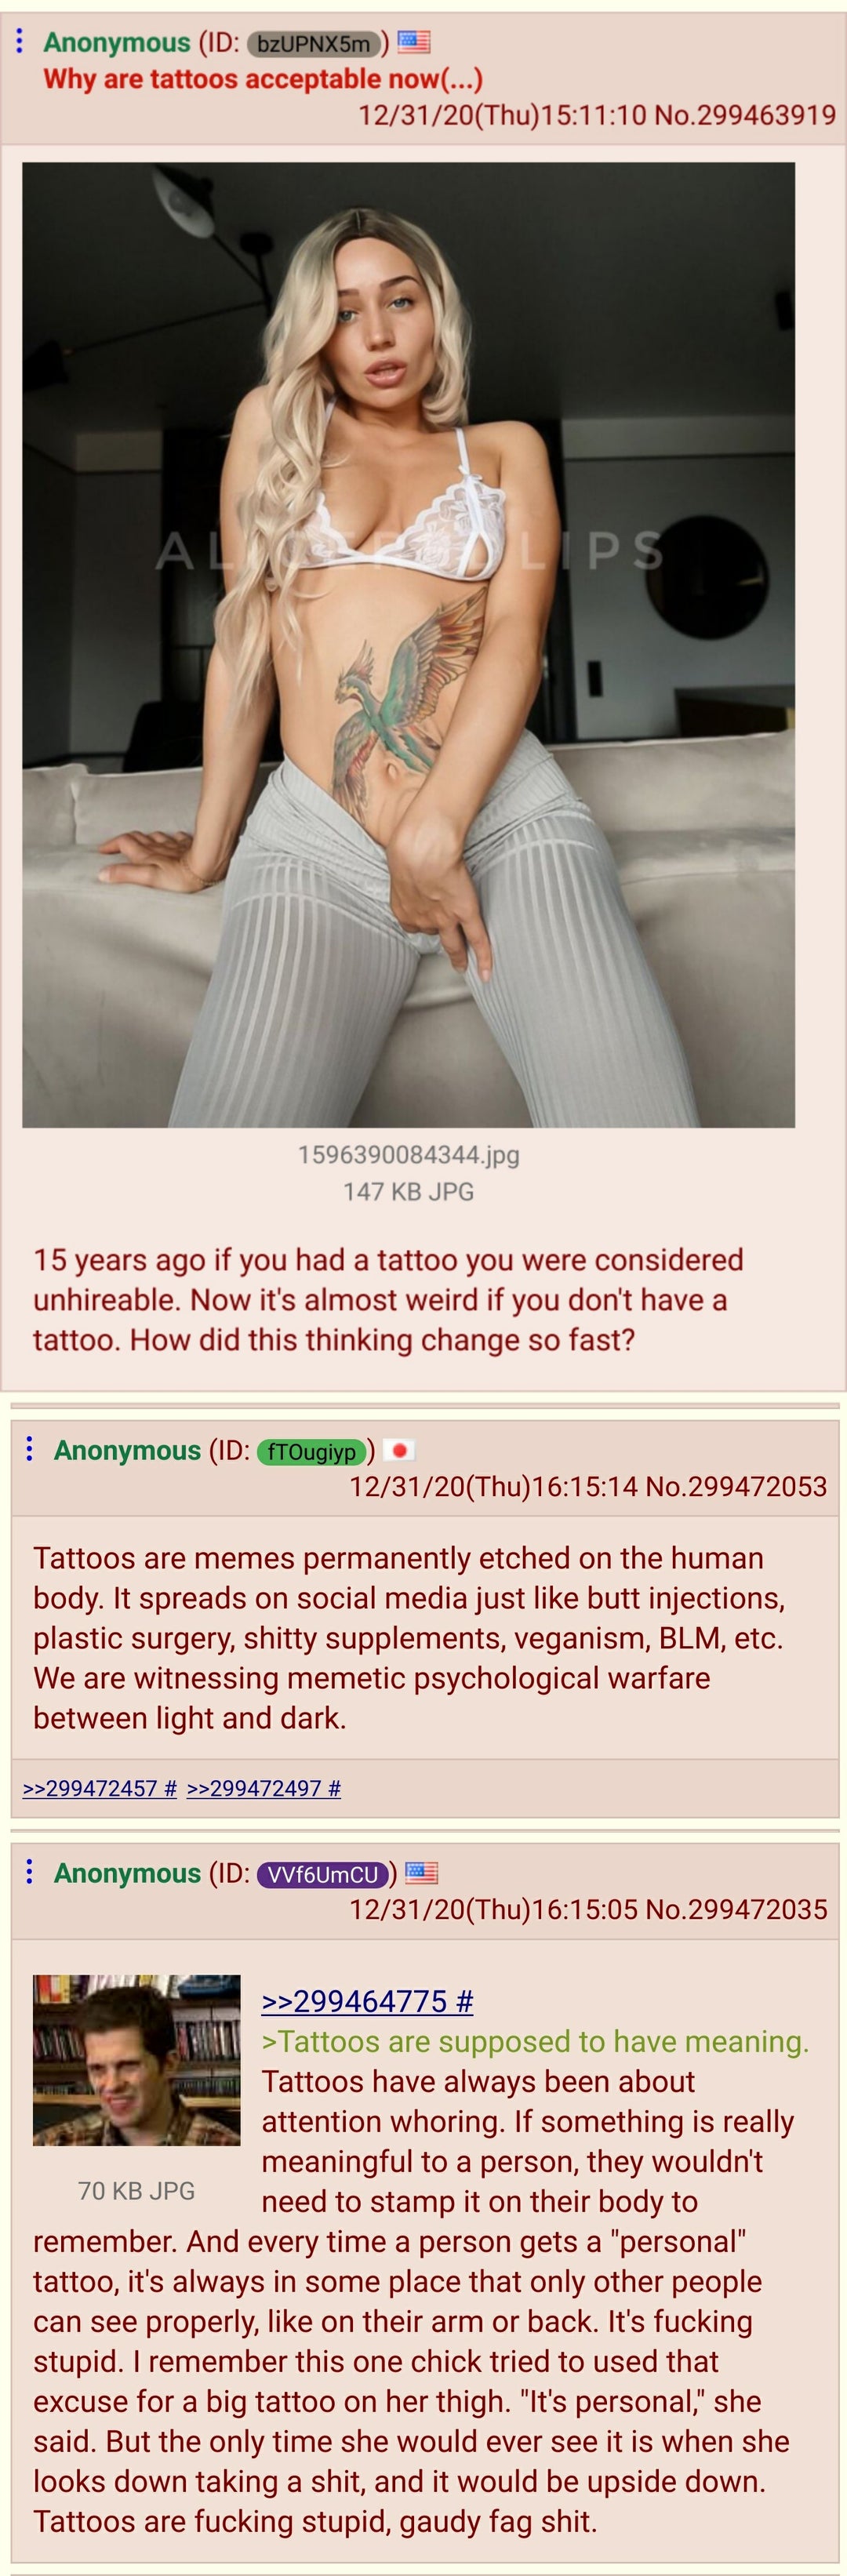 Anonymous (ID: bzUPNX5m)
Why are tattoos acceptable now(...)
12/31/20(Thu)15:11:10 No.299463919
1596390084344.jpg
147 KB JPG
15 years ago if you had a tattoo you were considered
unhireable. Now it's almost weird if you don't have a
tattoo. How did this thinking change so fast?
Anonymous (ID: fTOugiyp)
12/31/20(Thu)16:15:14 No.299472053
Tattoos are memes permanently etched on the human
body. It spreads on social media just like butt injections,
plastic surgery, shitty supplements, veganism, BLM, etc.
We are witnessing memetic psychological warfare
between light and dark.
>>299472457 # >>299472497 #
Anonymous (ID: VVf6UmCU)
12/31/20(Thu)16:15:05 No.299472035
>>299464775 #
>Tattoos are supposed to have meaning.
Tattoos have always been about
attention whoring. If something is really
meaningful to a person, they wouldn't
need to stamp it on their body to
70 KB JPG
remember. And every time a person gets a "personal"
tattoo, it's always in some place that only other people
can see properly, like on their arm or back. It's fucking
stupid. I remember this one chick tried to used that
excuse for a big tattoo on her thigh. "It's personal," she
said. But the only time she would ever see it is when she
looks down taking a shit, and it would be upside down.
Tattoos are fucking stupid, gaudy fag shit.